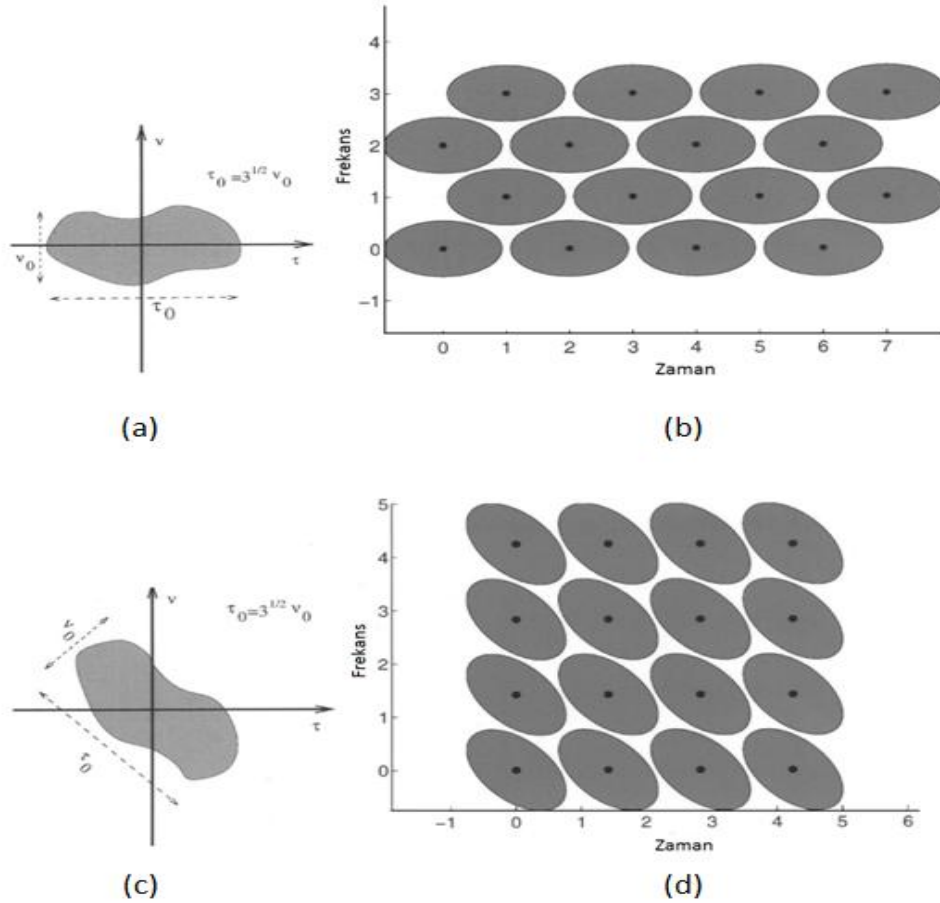 ν
τ₀=3^{1/2} ν₀
ν₀
τ
τ₀
(a)
Frekans
4
3
2
1
0
−1
0 1 2 3 4 5 6 7
Zaman
(b)
ν
τ₀=3^{1/2} ν₀
ν₀
τ
τ₀
(c)
Frekans
5
4
3
2
1
0
−1 0 1 2 3 4 5 6
Zaman
(d)